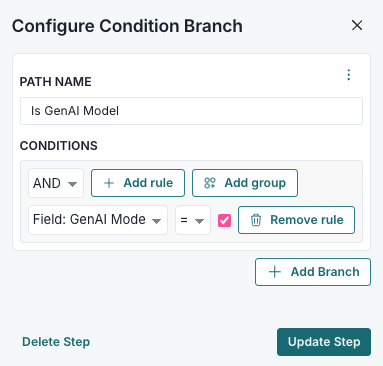 Configure Condition Branch
PATH NAME
Is GenAI Model
CONDITIONS
AND Add rule Add group
Field: GenAI Mode = Remove rule
Add Branch
Delete Step Update Step